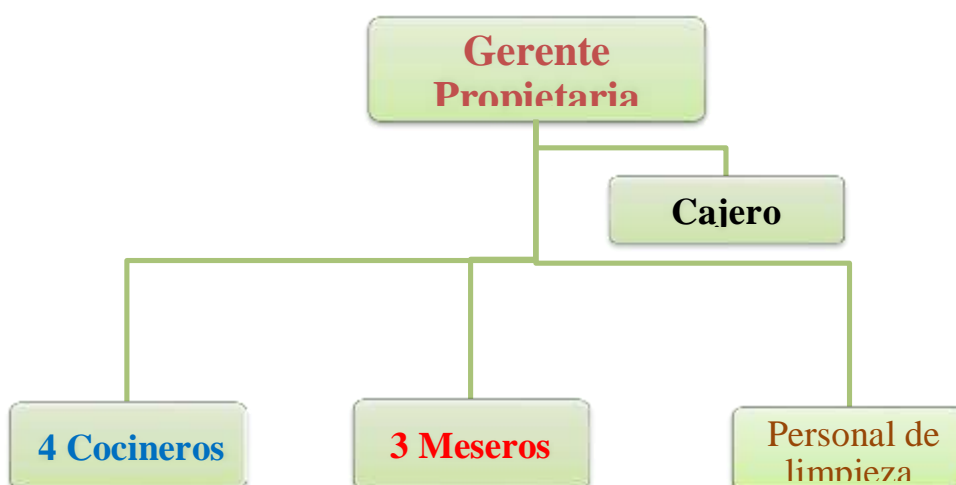 Gerente
Propietaria
Cajero
4 Cocineros
3 Meseros
Personal de
limpieza